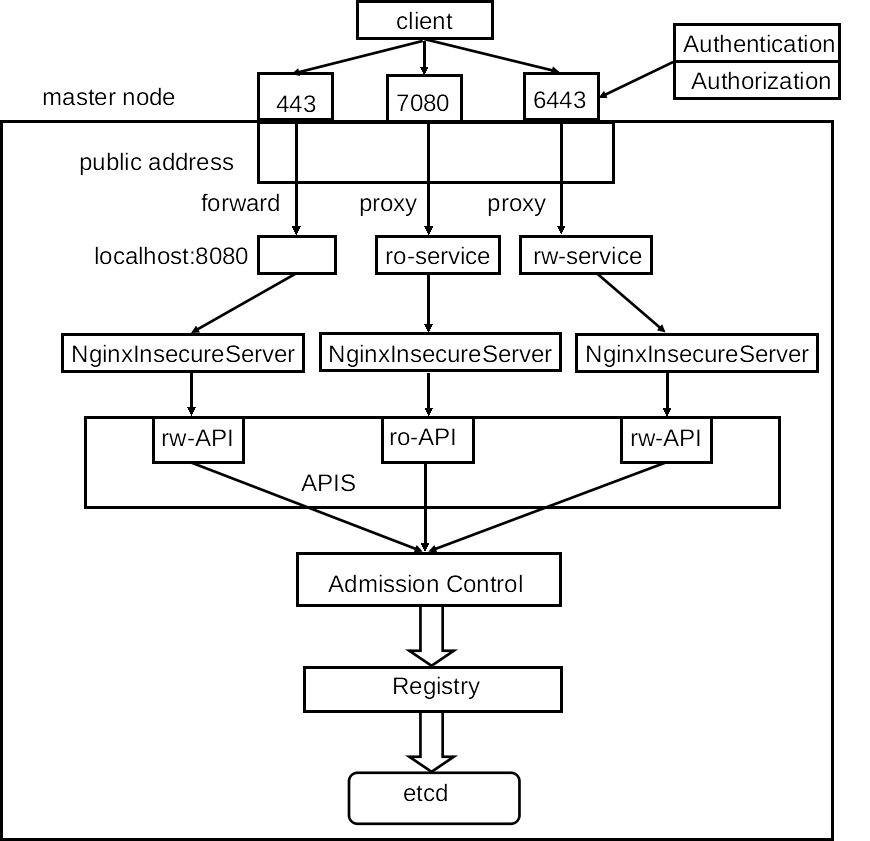 client
Authentication
Authorization
master node
443
7080
6443
public address
forward
proxy
proxy
localhost:8080
ro-service
rw-service
NginxInsecureServer
NginxInsecureServer
NginxInsecureServer
rw-API
ro-API
rw-API
APIS
Admission Control
Registry
etcd